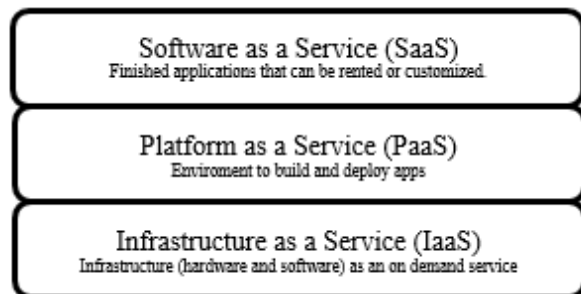 Software as a Service (SaaS)
Finished applications that can be rented or customized.
Platform as a Service (PaaS)
Enviroment to build and deploy apps
Infrastructure as a Service (IaaS)
Infrastructure (hardware and software) as an on demand service